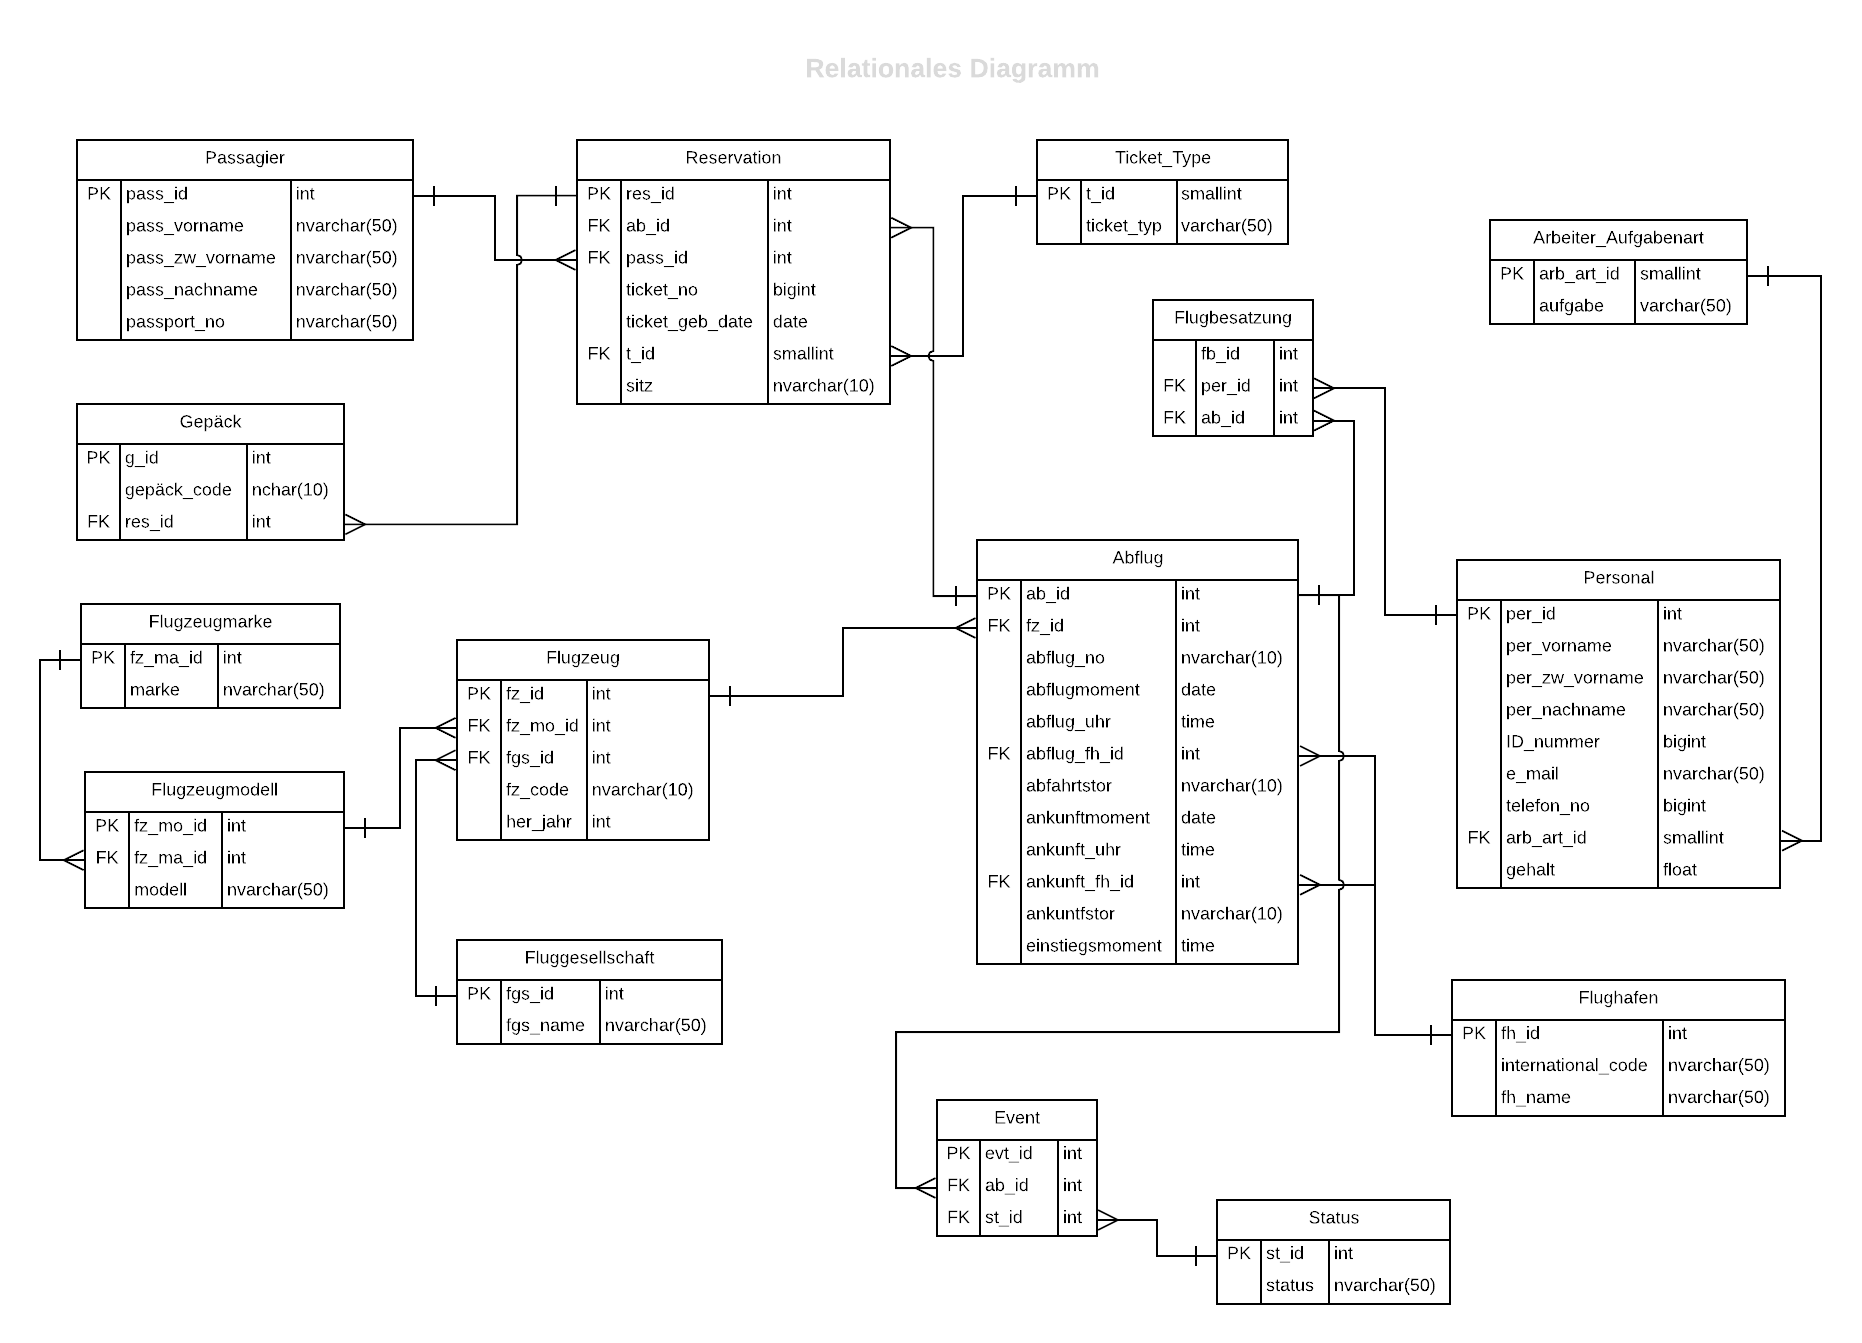 Relationales Diagramm
Passagier
PK pass_id int
pass_vorname nvarchar(50)
pass_zw_vorname nvarchar(50)
pass_nachname nvarchar(50)
passport_no nvarchar(50)
Reservation
PK res_id int
FK ab_id int
FK pass_id int
ticket_no bigint
ticket_geb_date date
FK t_id smallint
sitz nvarchar(10)
Ticket_Type
PK t_id smallint
ticket_typ varchar(50)
Arbeiter_Aufgabenart
PK arb_art_id smallint
aufgabe varchar(50)
Flugbesatzung
fb_id int
FK per_id int
FK ab_id int
Gepäck
PK g_id int
gepäck_code nchar(10)
FK res_id int
Abflug
PK ab_id int
FK fz_id int
abflug_no nvarchar(10)
abflugmoment date
abflug_uhr time
FK abflug_fh_id int
abfahrtstor nvarchar(10)
ankunftmoment date
ankunft_uhr time
FK ankunft_fh_id int
ankuntfstor nvarchar(10)
einstiegsmoment time
Personal
PK per_id int
per_vorname nvarchar(50)
per_zw_vorname nvarchar(50)
per_nachname nvarchar(50)
ID_nummer bigint
e_mail nvarchar(50)
telefon_no bigint
FK arb_art_id smallint
gehalt float
Flugzeugmarke
PK fz_ma_id int
marke nvarchar(50)
Flugzeug
PK fz_id int
FK fz_mo_id int
FK fgs_id int
fz_code nvarchar(10)
her_jahr int
Flugzeugmodell
PK fz_mo_id int
FK fz_ma_id int
modell nvarchar(50)
Fluggesellschaft
PK fgs_id int
fgs_name nvarchar(50)
Flughafen
PK fh_id int
international_code nvarchar(50)
fh_name nvarchar(50)
Event
PK evt_id int
FK ab_id int
FK st_id int
Status
PK st_id int
status nvarchar(50)